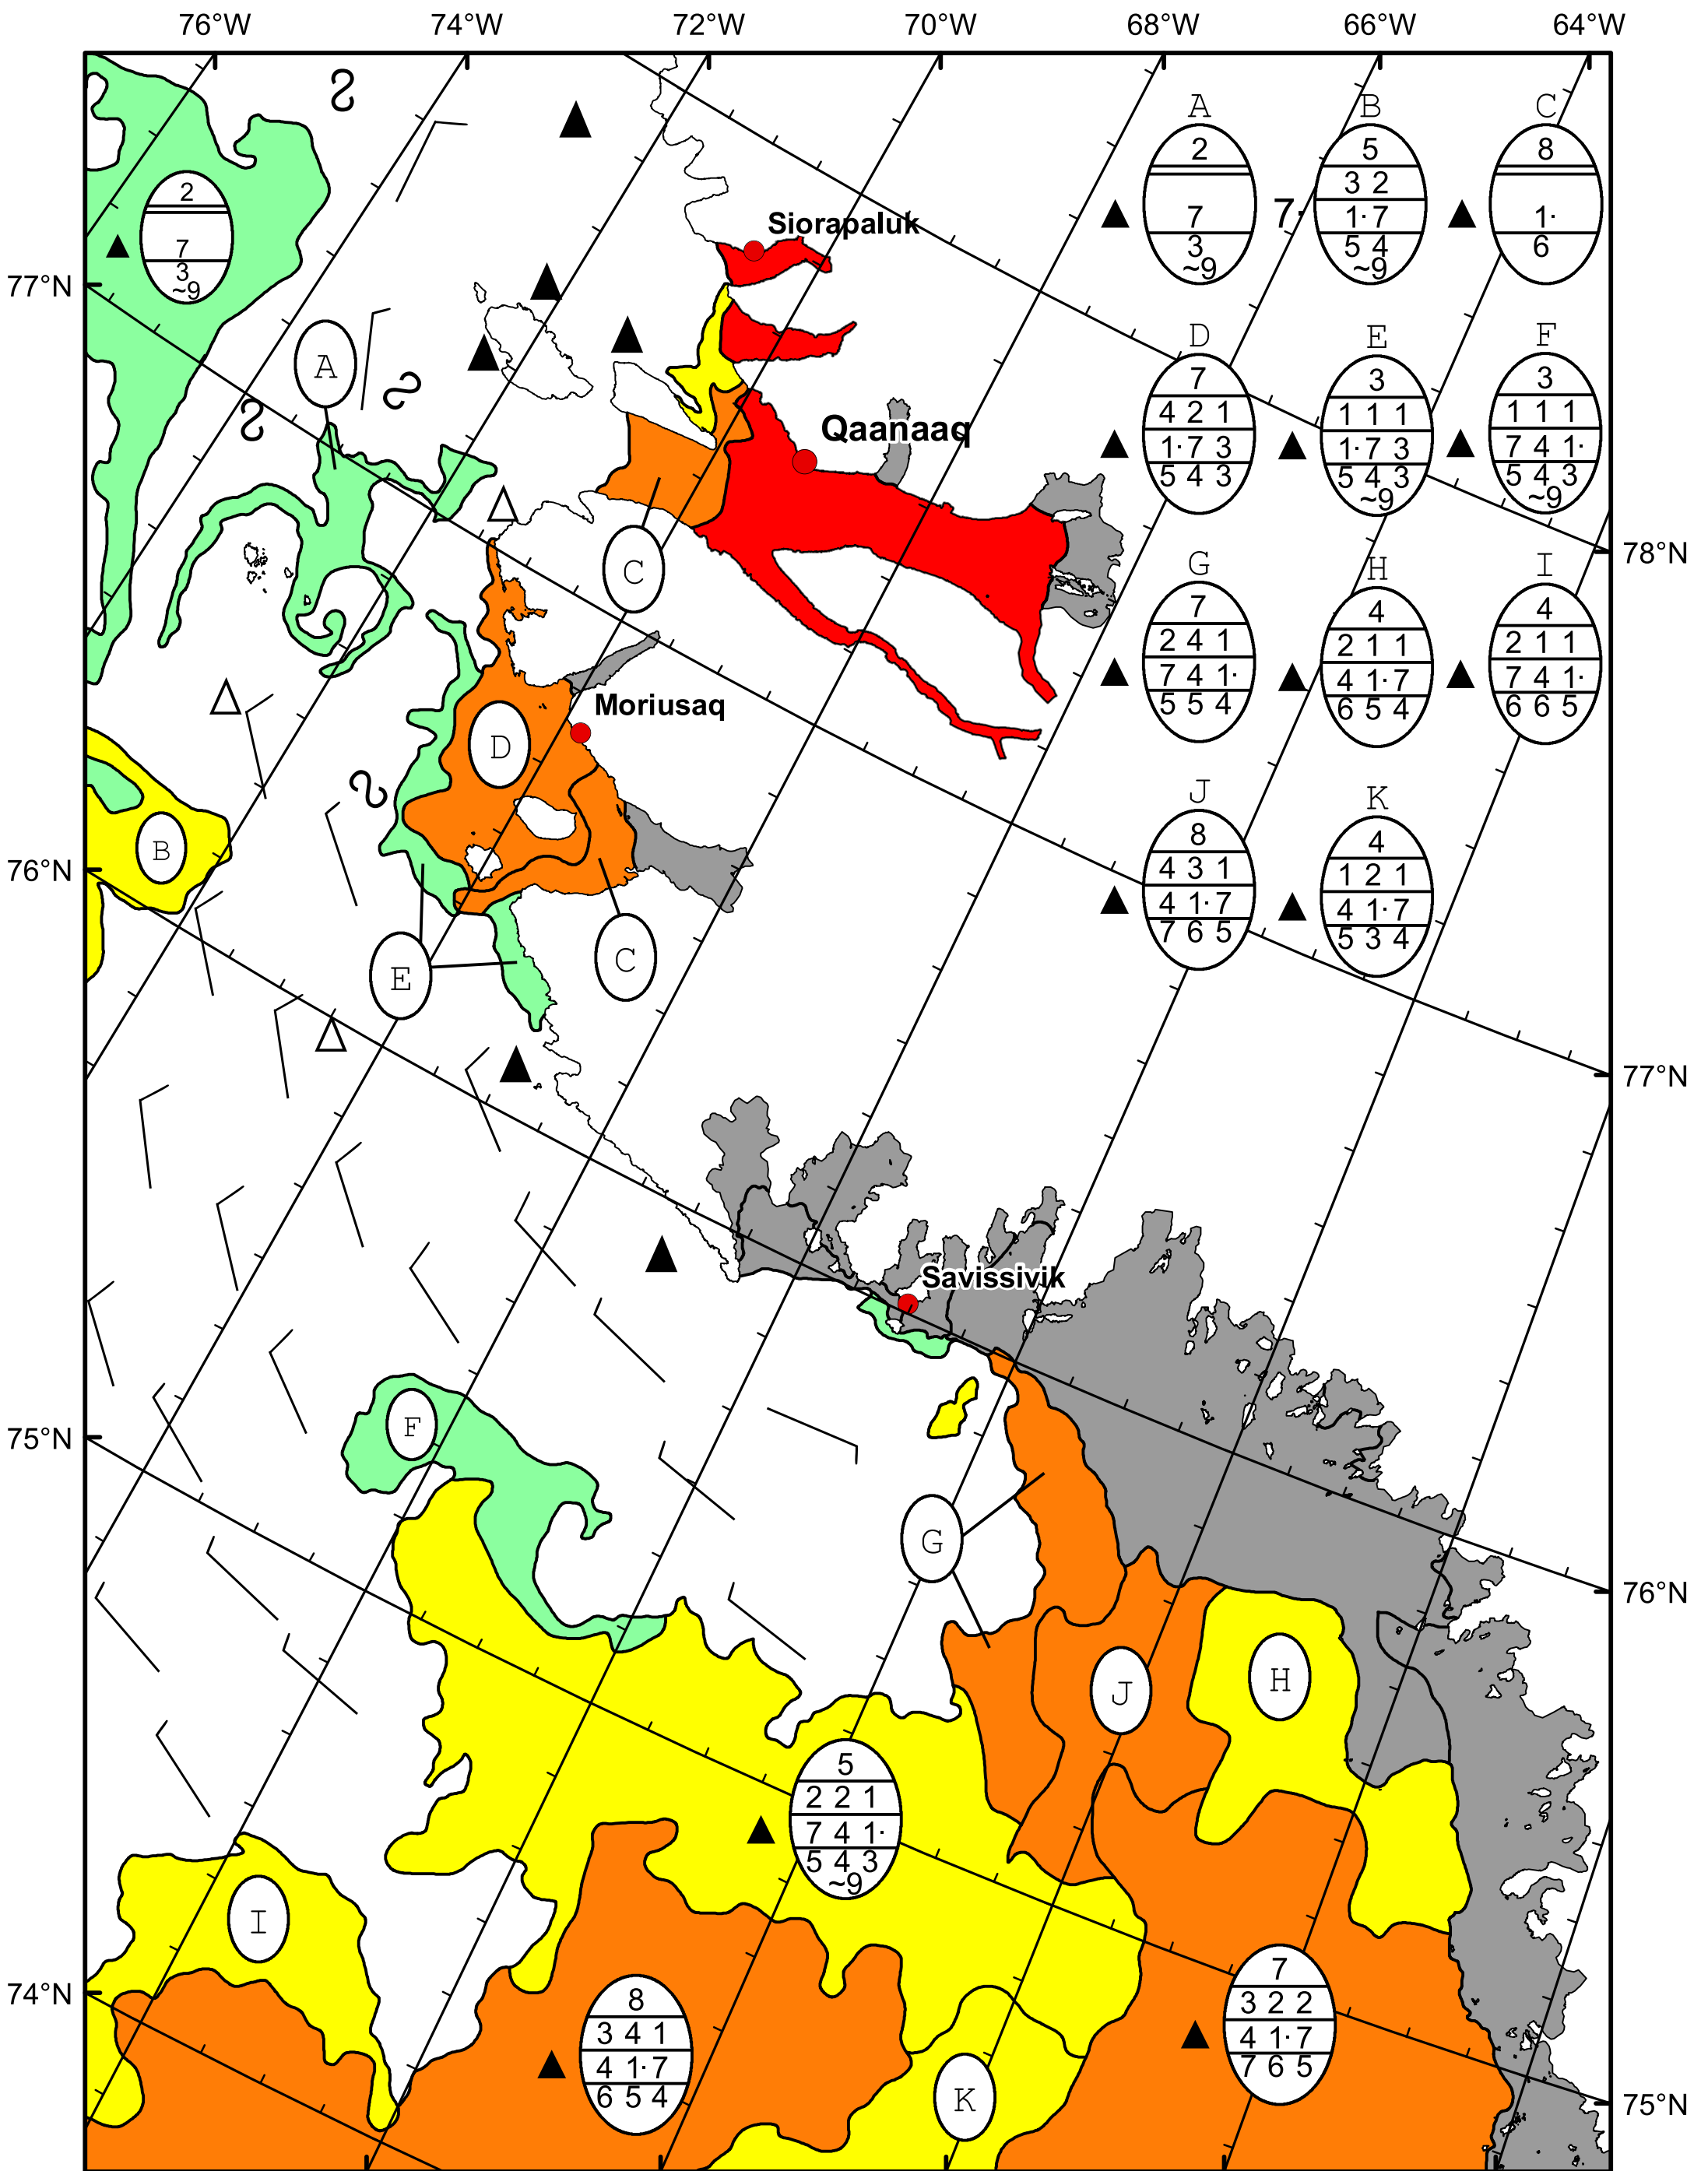 76°W 74°W 72°W 70°W 68°W 66°W 64°W
A B C
2 5 8
3 2
7 7· 1·7 1·
3 5 4 6
~9 ~9
2
7
3
~9
Siorapaluk
77°N
A
D E F
7 3 3
4 2 1 1 1 1 1 1 1
1·7 3 1·7 3 7 4 1·
5 4 3 5 4 3 5 4 3
~9 ~9
Qaanaaq
78°N
C
G H I
7 4 4
2 4 1 2 1 1 2 1 1
7 4 1· 4 1·7 7 4 1·
5 5 4 6 5 4 6 6 5
Moriusaq
D
J K
8 4
4 3 1 1 2 1
4 1·7 4 1·7
7 6 5 5 3 4
B
76°N
E
C
77°N
Savissivik
F
75°N
G
76°N
J
H
5
2 2 1
7 4 1·
5 4 3
~9
I
74°N
8
3 4 1
4 1·7
6 5 4
7
3 2 2
4 1·7
7 6 5
K
75°N